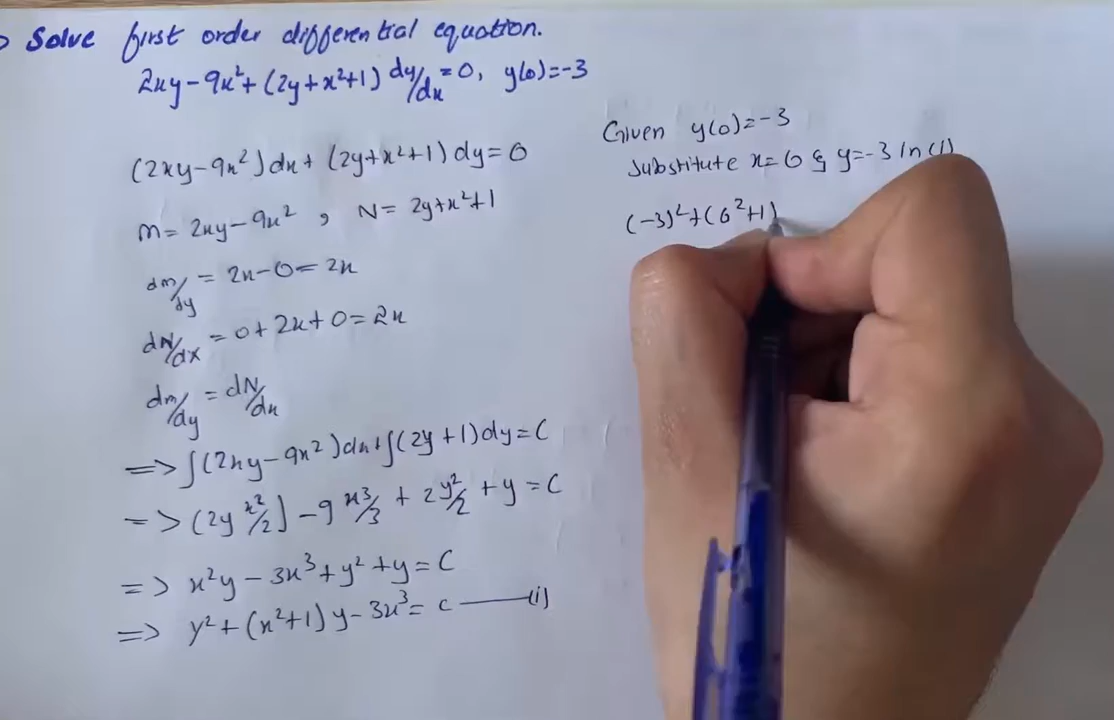 Solve first order differential equation.
2xy-9x²+(2y+x²+1) dy/dx=0, y(0)=-3
(2xy-9x²)dx+(2y+x²+1)dy=0
m=2xy-9x², N=2y+x²+1
dm/dy=2x-0=2x
dN/dx=0+2x+0=2x
dm/dy=dN/dx
=>∫(2xy-9x²)dx+∫(2y+1)dy=C
=>(2y x²/2]-9 x³/3+2y²/2+y=C
=> x²y-3x³+y²+y=C
=> y²+(x²+1)y-3x³=c—(i)
Given y(0)=-3
Substitute x=0 & y=-3 In (1)
(-3)²+(0²+1)